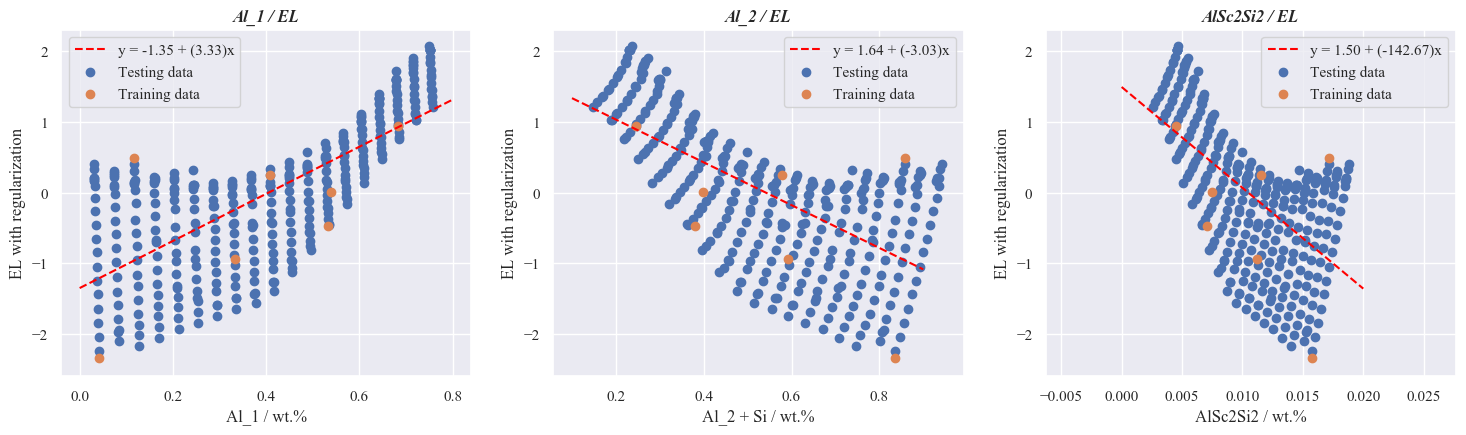 Al_1 / EL
y = -1.35 + (3.33)x
Testing data
Training data
2
1
0
−1
−2
EL with regularization
0.0 0.2 0.4 0.6 0.8
Al_1 / wt.%
Al_2 / EL
y = 1.64 + (-3.03)x
Testing data
Training data
2
1
0
−1
−2
EL with regularization
0.2 0.4 0.6 0.8
Al_2 + Si / wt.%
AlSc2Si2 / EL
y = 1.50 + (-142.67)x
Testing data
Training data
2
1
0
−1
−2
EL with regularization
−0.005 0.000 0.005 0.010 0.015 0.020 0.025
AlSc2Si2 / wt.%